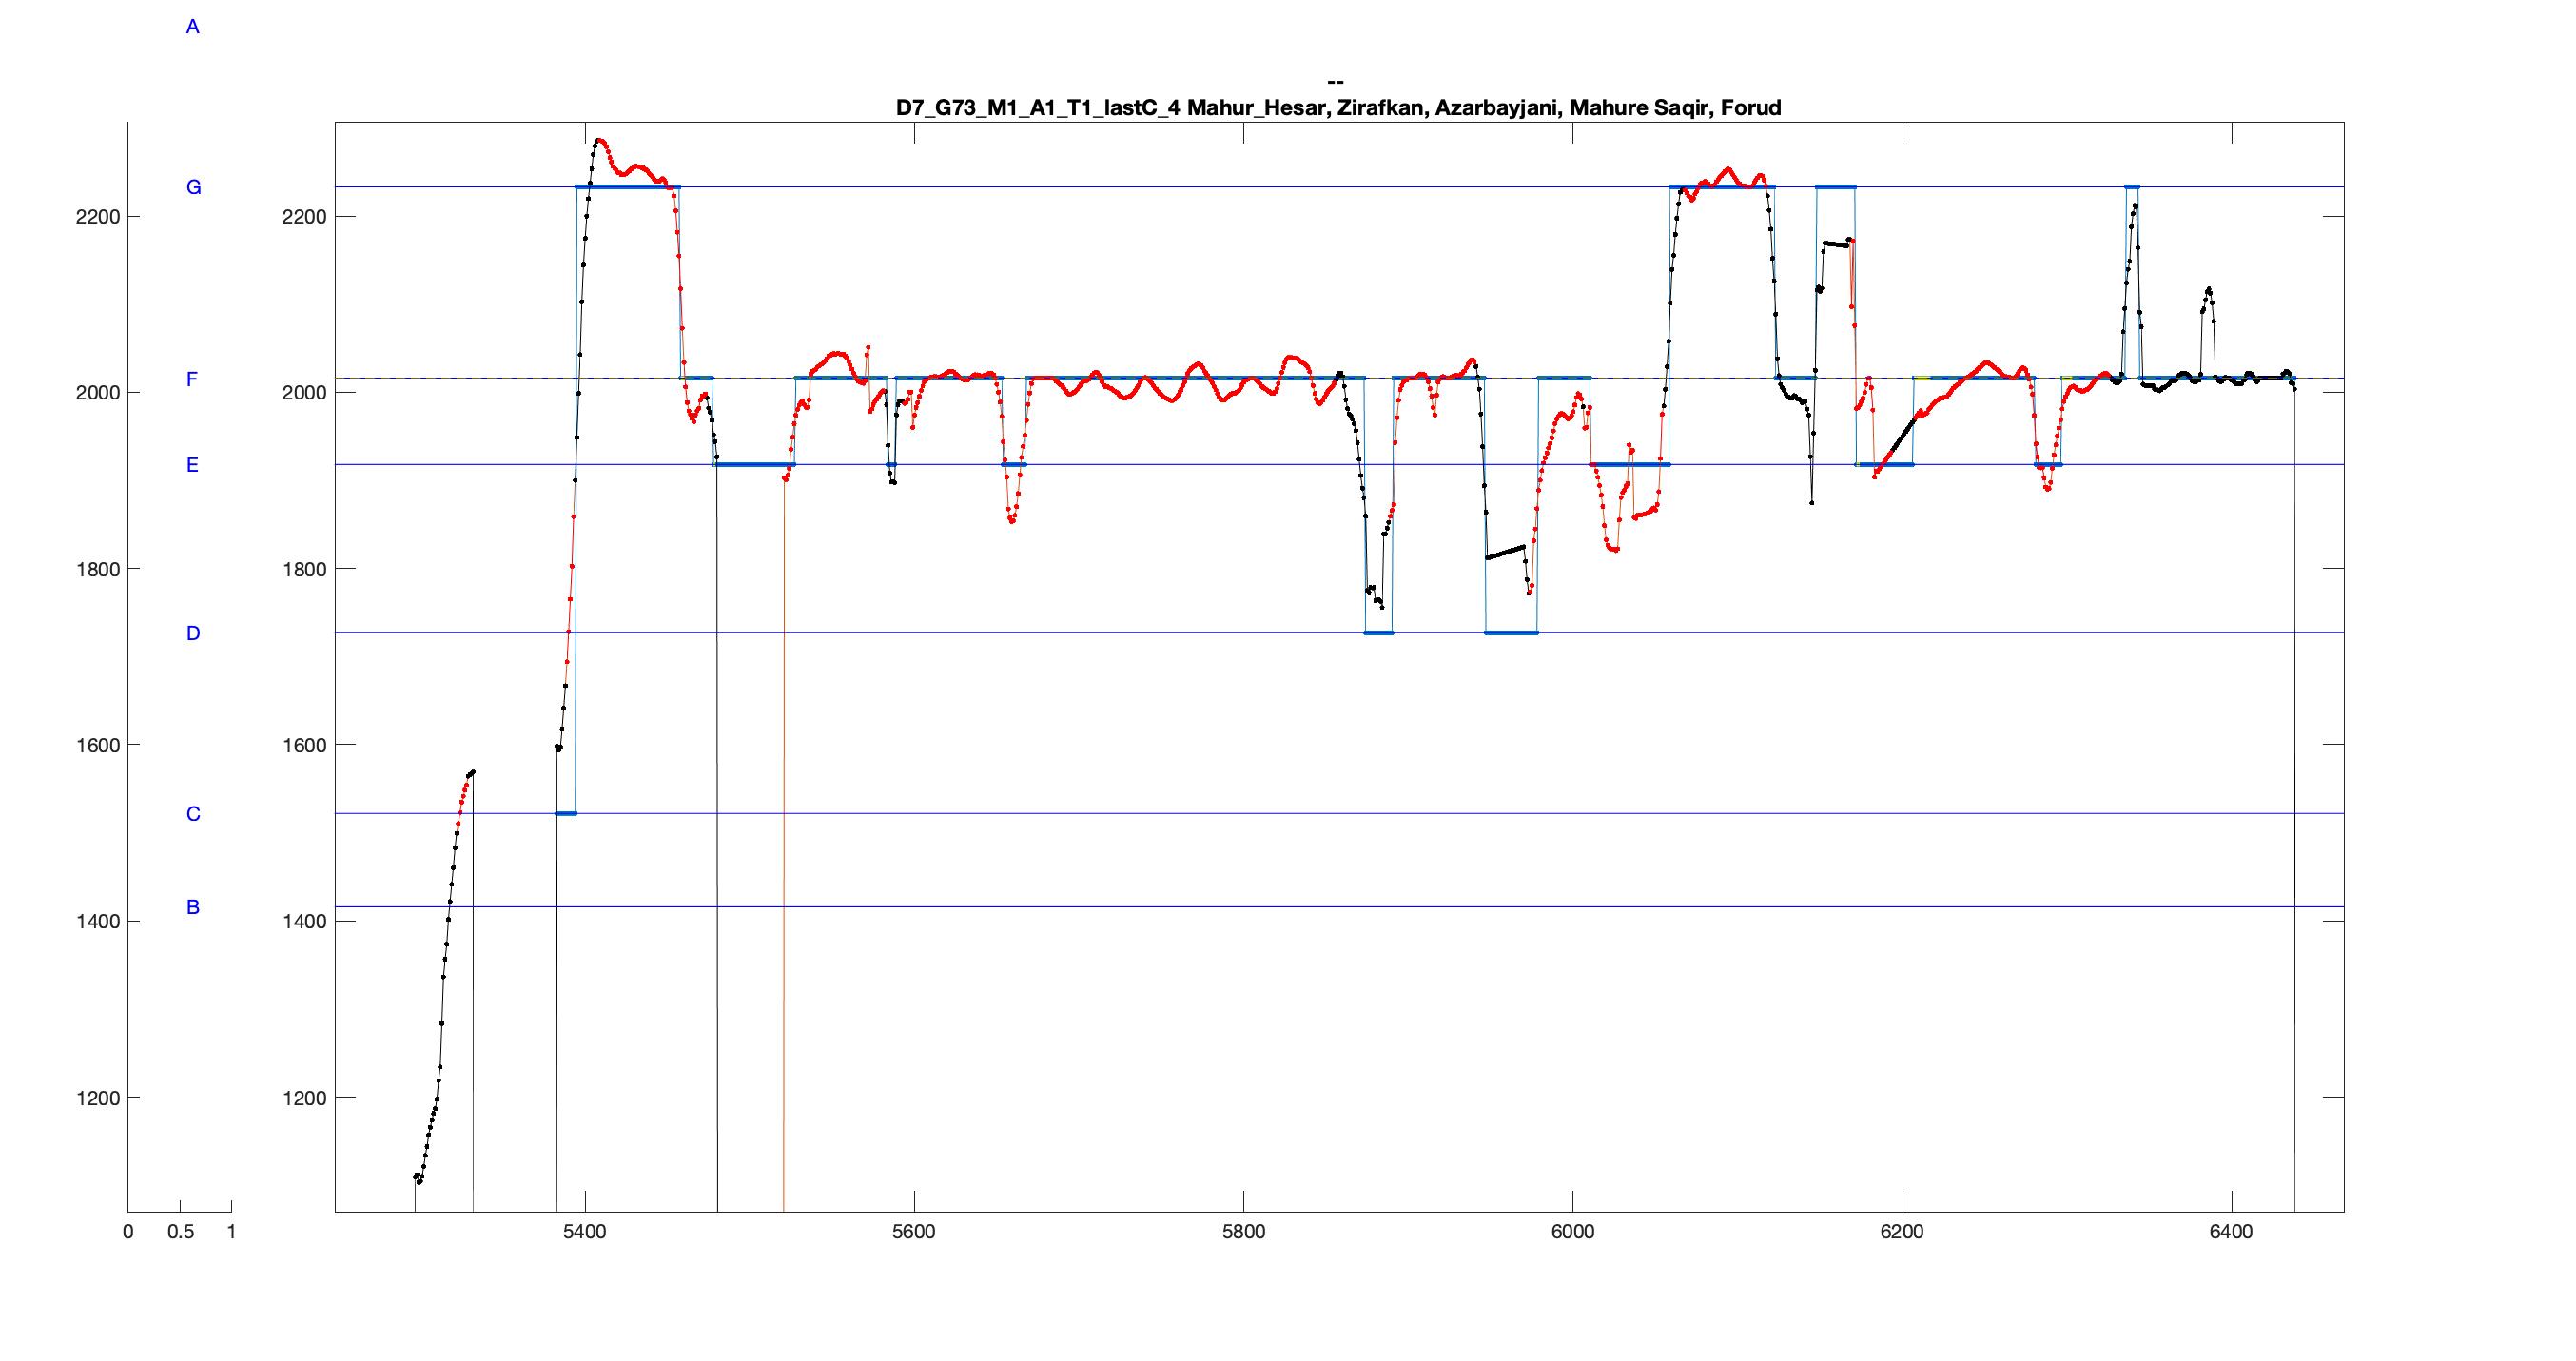 A
--
D7_G73_M1_A1_T1_lastC_4 Mahur_Hesar, Zirafkan, Azarbayjani, Mahure Saqir, Forud
G
2200 2200
F
2000 2000
E
1800 1800
D
1600 1600
C
B
1400 1400
1200 1200
0 0.5 1 5400 5600 5800 6000 6200 6400